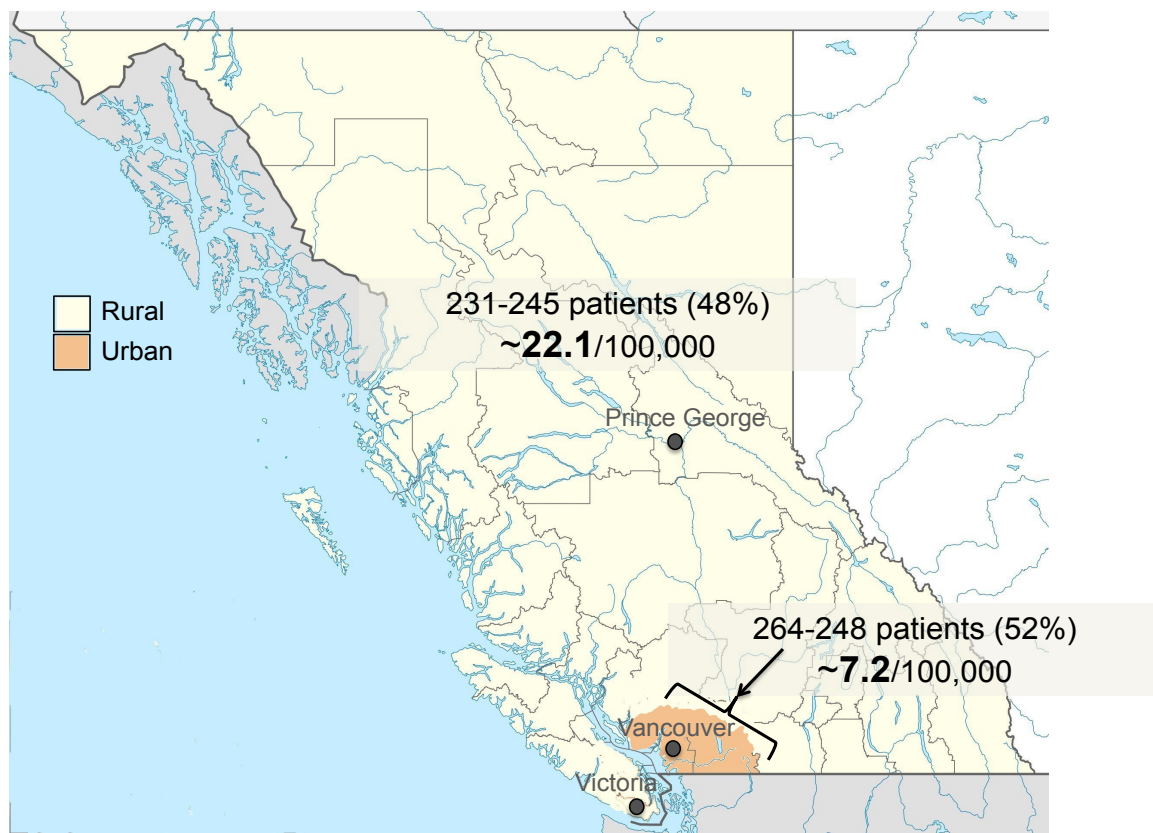 Rural
Urban
231-245 patients (48%)
~22.1/100,000
Prince George
264-248 patients (52%)
~7.2/100,000
Vancouver
Victoria